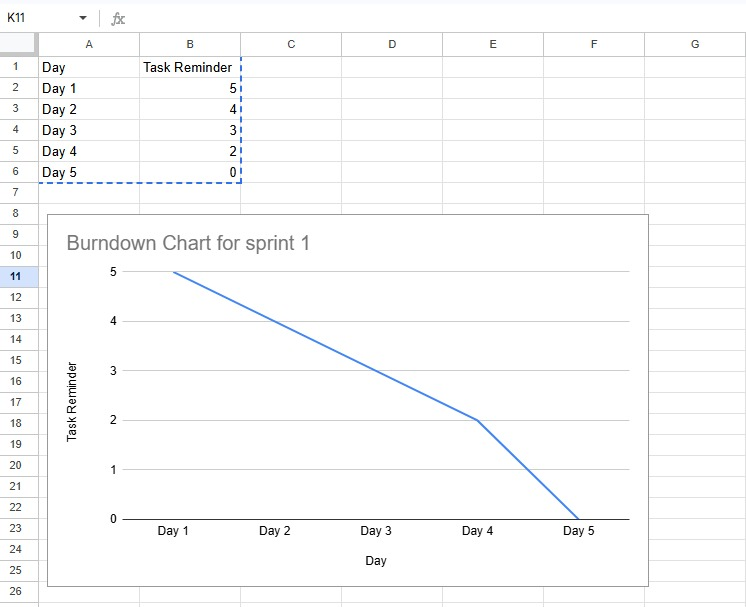 K11 fx
A B C D E F G
1 Day Task Reminder
2 Day 1 5
3 Day 2 4
4 Day 3 3
5 Day 4 2
6 Day 5 0
7
8
9
10
11
12
13
14
15
16
17
18
19
20
21
22
23
24
25
26
Burndown Chart for sprint 1
Task Reminder
5
4
3
2
1
0
Day 1 Day 2 Day 3 Day 4 Day 5
Day